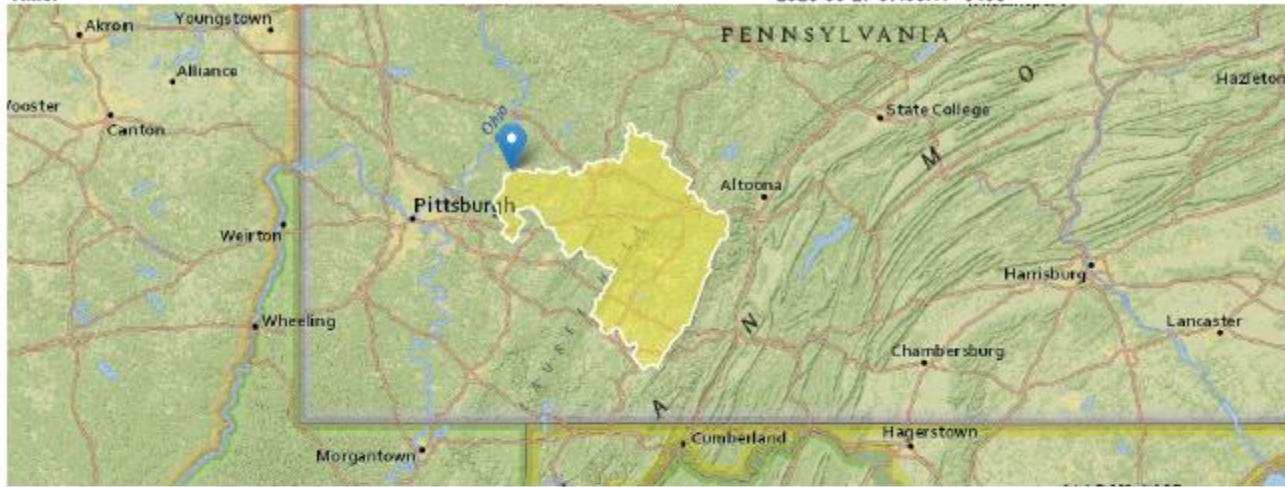 Akron
Youngstown
PENNSYLVANIA
Alliance
Hazleton
Wooster
Canton
Ohio
State College
O
M
Altoona
Pittsburgh
Weirton
Harrisburg
N
Wheeling
Lancaster
Chambersburg
A
Cumberland
Hagerstown
Morgantown